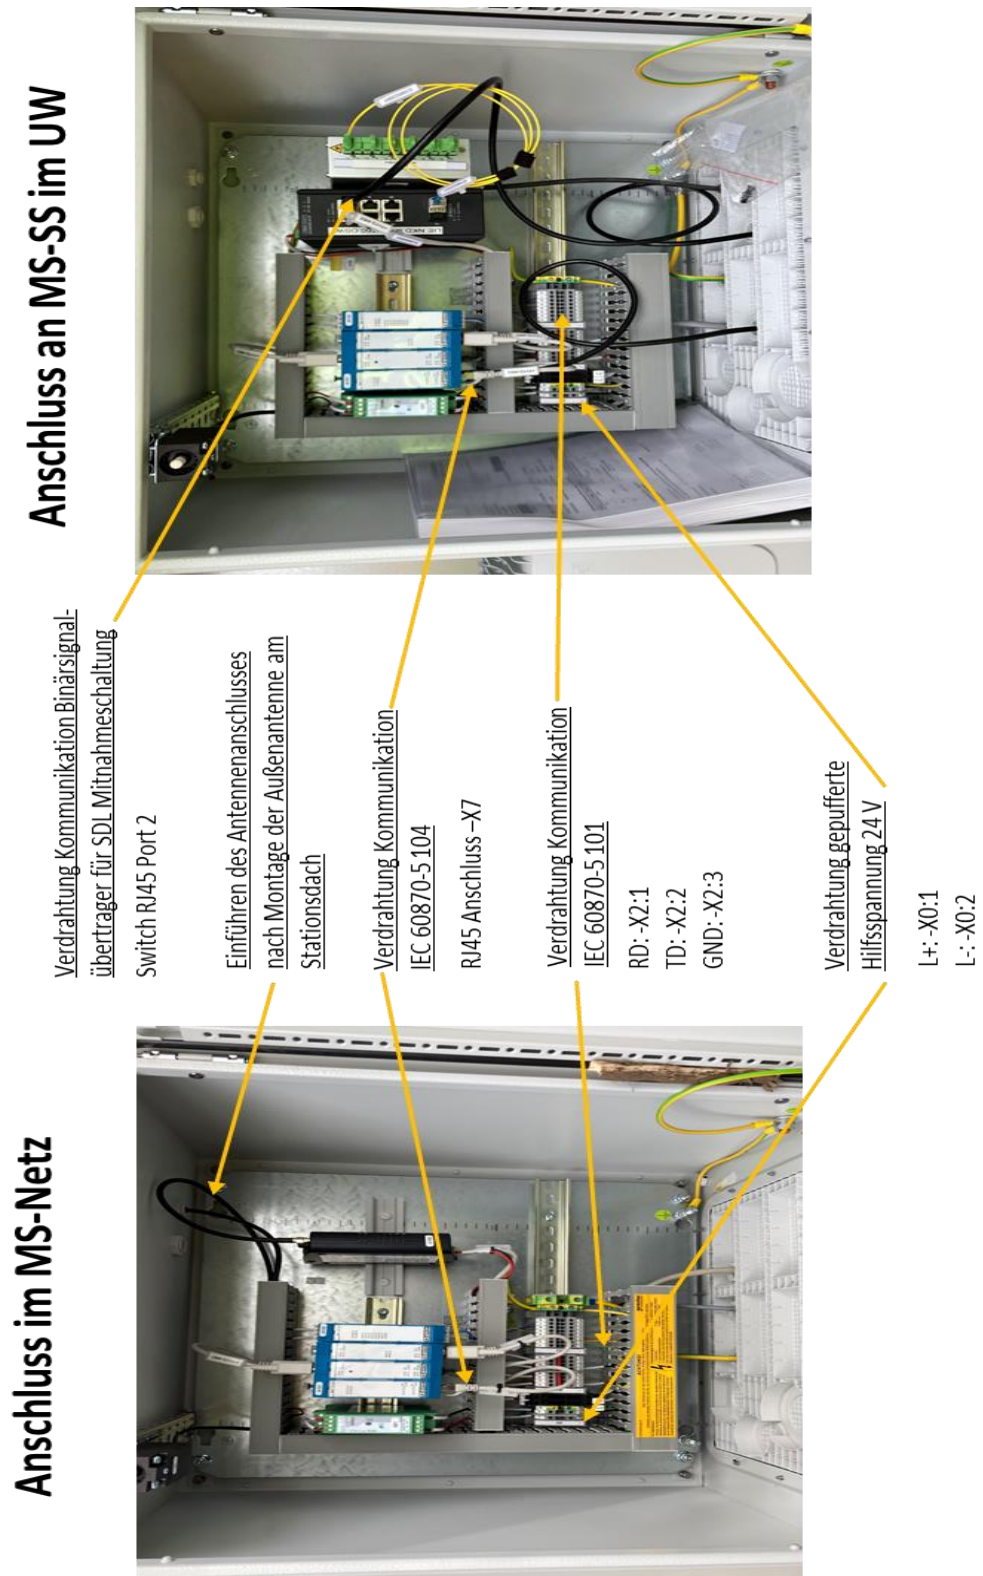 Anschluss im MS-Netz
Anschluss an MS-SS im UW
Verdrahtung Kommunikation Binärsignal-
übertrager für SDL Mitnahmeschaltung
Switch RJ45 Port 2
Einführen des Antennenanschlusses
nach Montage der Außenantenne am
Stationsdach
Verdrahtung Kommunikation
IEC 60870-5 104
RJ45 Anschluss –X7
Verdrahtung Kommunikation
IEC 60870-5 101
RD: -X2:1
TD: -X2:2
GND: -X2:3
Verdrahtung gepufferte
Hilfsspannung 24 V
L+: -X0:1
L-: -X0:2